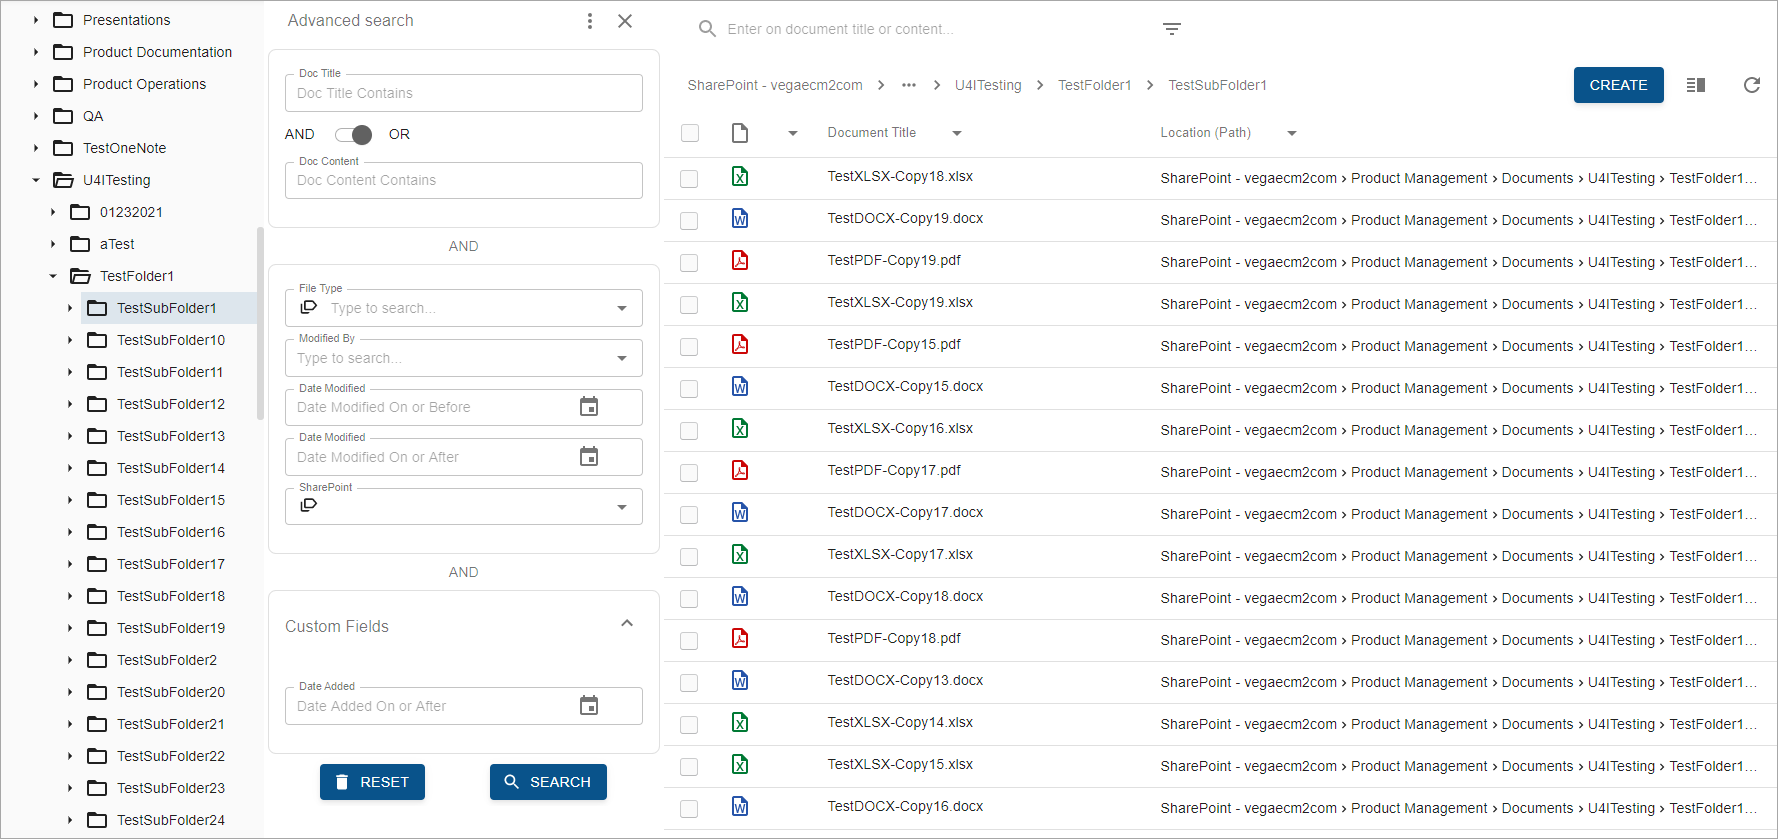 Presentations
Product Documentation
Product Operations
QA
TestOneNote
U4ITesting
01232021
aTest
TestFolder1
TestSubFolder1
TestSubFolder10
TestSubFolder11
TestSubFolder12
TestSubFolder13
TestSubFolder14
TestSubFolder15
TestSubFolder16
TestSubFolder17
TestSubFolder18
TestSubFolder19
TestSubFolder2
TestSubFolder20
TestSubFolder21
TestSubFolder22
TestSubFolder23
TestSubFolder24
Advanced search
Doc Title
Doc Title Contains
AND OR
Doc Content
Doc Content Contains
AND
File Type
Type to search...
Modified By
Type to search...
Date Modified
Date Modified On or Before
Date Modified
Date Modified On or After
SharePoint
AND
Custom Fields
Date Added
Date Added On or After
RESET SEARCH
Enter on document title or content...
SharePoint - vegaecm2com > ••• > U4ITesting > TestFolder1 > TestSubFolder1 CREATE
Document Title Location (Path)
TestXLSX-Copy18.xlsx SharePoint - vegaecm2com > Product Management > Documents > U4ITesting > TestFolder1...
TestDOCX-Copy19.docx SharePoint - vegaecm2com > Product Management > Documents > U4ITesting > TestFolder1...
TestPDF-Copy19.pdf SharePoint - vegaecm2com > Product Management > Documents > U4ITesting > TestFolder1...
TestXLSX-Copy19.xlsx SharePoint - vegaecm2com > Product Management > Documents > U4ITesting > TestFolder1...
TestPDF-Copy15.pdf SharePoint - vegaecm2com > Product Management > Documents > U4ITesting > TestFolder1...
TestDOCX-Copy15.docx SharePoint - vegaecm2com > Product Management > Documents > U4ITesting > TestFolder1...
TestXLSX-Copy16.xlsx SharePoint - vegaecm2com > Product Management > Documents > U4ITesting > TestFolder1...
TestPDF-Copy17.pdf SharePoint - vegaecm2com > Product Management > Documents > U4ITesting > TestFolder1...
TestDOCX-Copy17.docx SharePoint - vegaecm2com > Product Management > Documents > U4ITesting > TestFolder1...
TestXLSX-Copy17.xlsx SharePoint - vegaecm2com > Product Management > Documents > U4ITesting > TestFolder1...
TestDOCX-Copy18.docx SharePoint - vegaecm2com > Product Management > Documents > U4ITesting > TestFolder1...
TestPDF-Copy18.pdf SharePoint - vegaecm2com > Product Management > Documents > U4ITesting > TestFolder1...
TestDOCX-Copy13.docx SharePoint - vegaecm2com > Product Management > Documents > U4ITesting > TestFolder1...
TestXLSX-Copy14.xlsx SharePoint - vegaecm2com > Product Management > Documents > U4ITesting > TestFolder1...
TestXLSX-Copy15.xlsx SharePoint - vegaecm2com > Product Management > Documents > U4ITesting > TestFolder1...
TestDOCX-Copy16.docx SharePoint - vegaecm2com > Product Management > Documents > U4ITesting > TestFolder1...